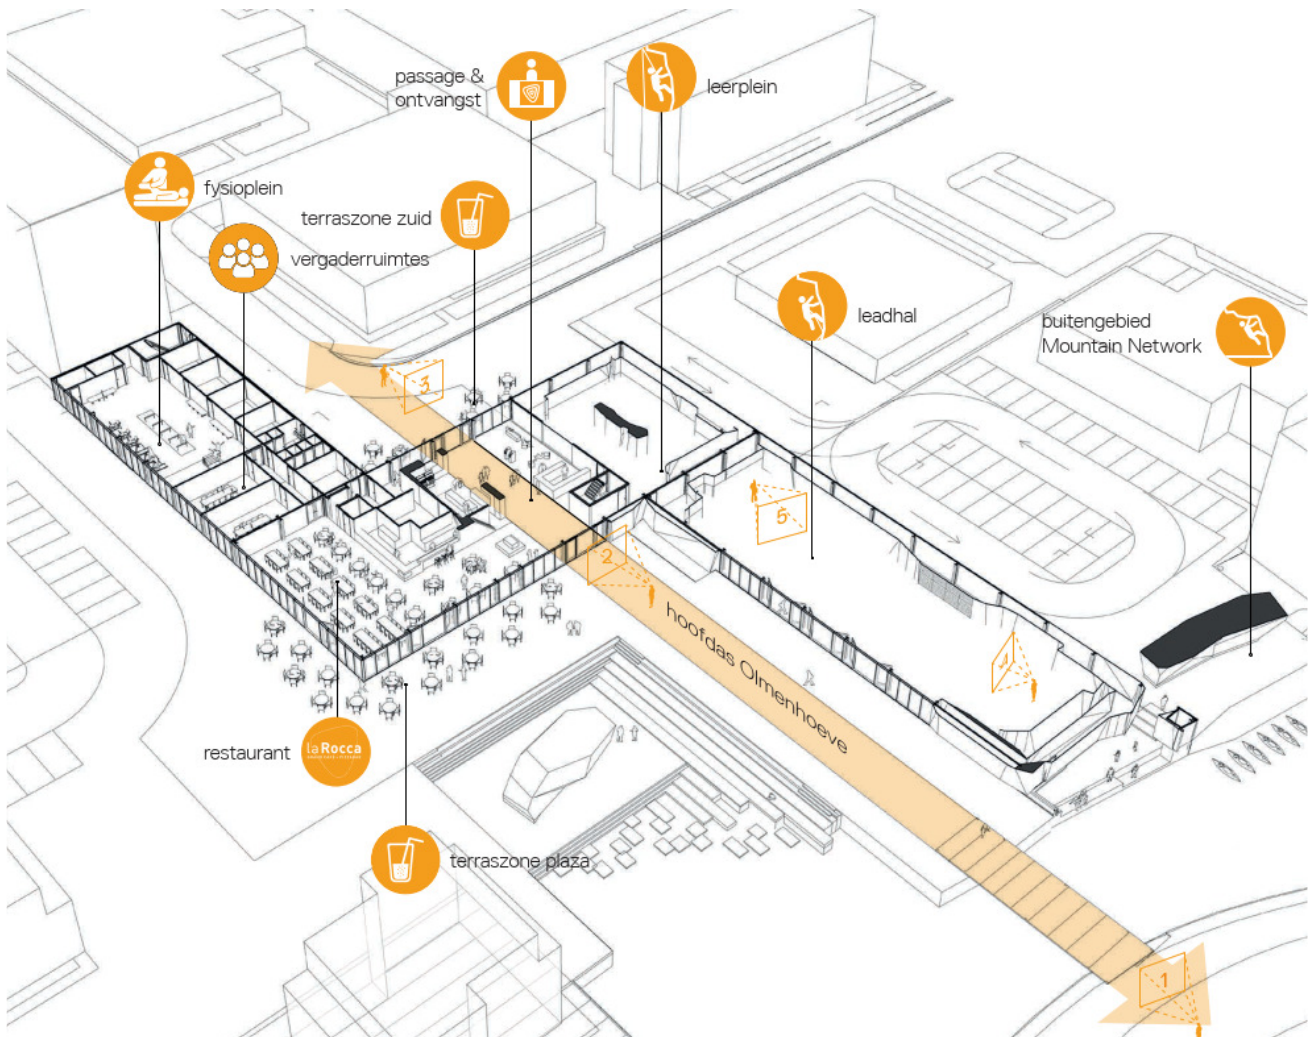 passage &
ontvangst
leerplein
fysioplein
terraszone zuid
vergaderruimtes
leadhal
buitengebied
Mountain Network
3
5
2
4
hoofdas Olmenhoeve
restaurant
la Rocca
terraszone plaza
1